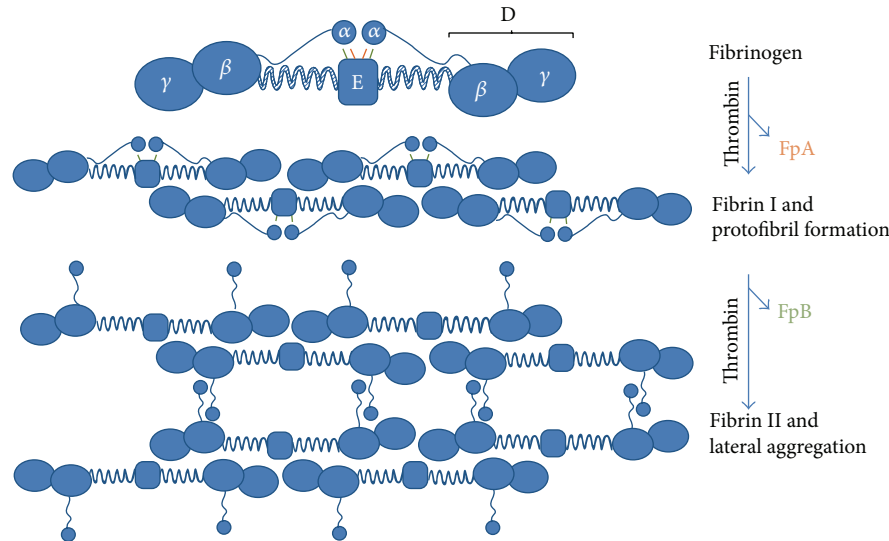 D
α α
γ β E β γ
Fibrinogen
Thrombin
FpA
Fibrin I and
protofibril formation
Thrombin
FpB
Fibrin II and
lateral aggregation